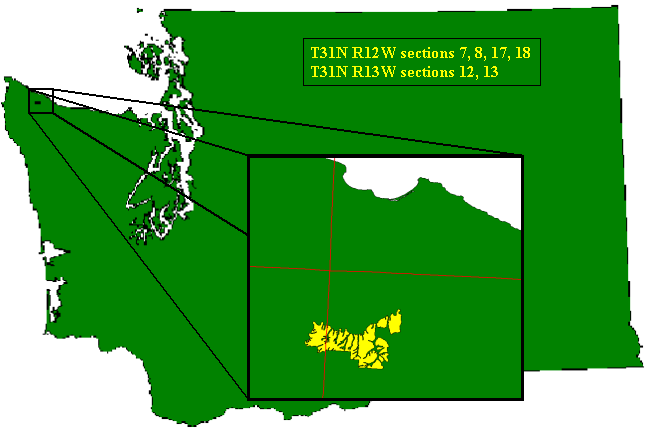 T31N R12W sections 7, 8, 17, 18
T31N R13W sections 12, 13